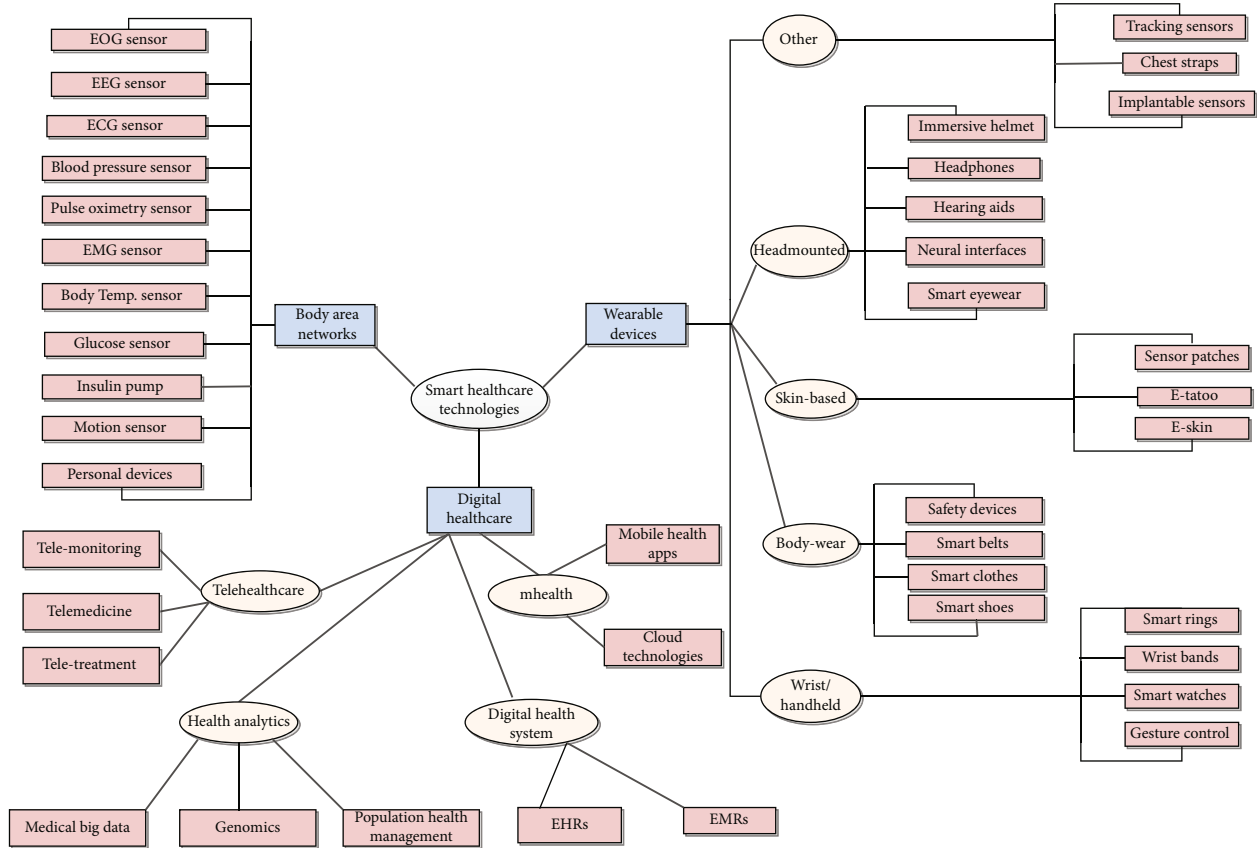 EOG sensor
EEG sensor
ECG sensor
Blood pressure sensor
Pulse oximetry sensor
EMG sensor
Body Temp. sensor
Glucose sensor
Insulin pump
Motion sensor
Personal devices
Body area
networks
Wearable
devices
Smart healthcare
technologies
Digital
healthcare
Other
Tracking sensors
Chest straps
Implantable sensors
Headmounted
Immersive helmet
Headphones
Hearing aids
Neural interfaces
Smart eyewear
Skin-based
Sensor patches
E-tatoo
E-skin
Body-wear
Safety devices
Smart belts
Smart clothes
Smart shoes
Wrist/
handheld
Smart rings
Wrist bands
Smart watches
Gesture control
Telehealthcare
Tele-monitoring
Telemedicine
Tele-treatment
mhealth
Mobile health
apps
Cloud
technologies
Health analytics
Medical big data
Genomics
Population health
management
Digital health
system
EHRs
EMRs